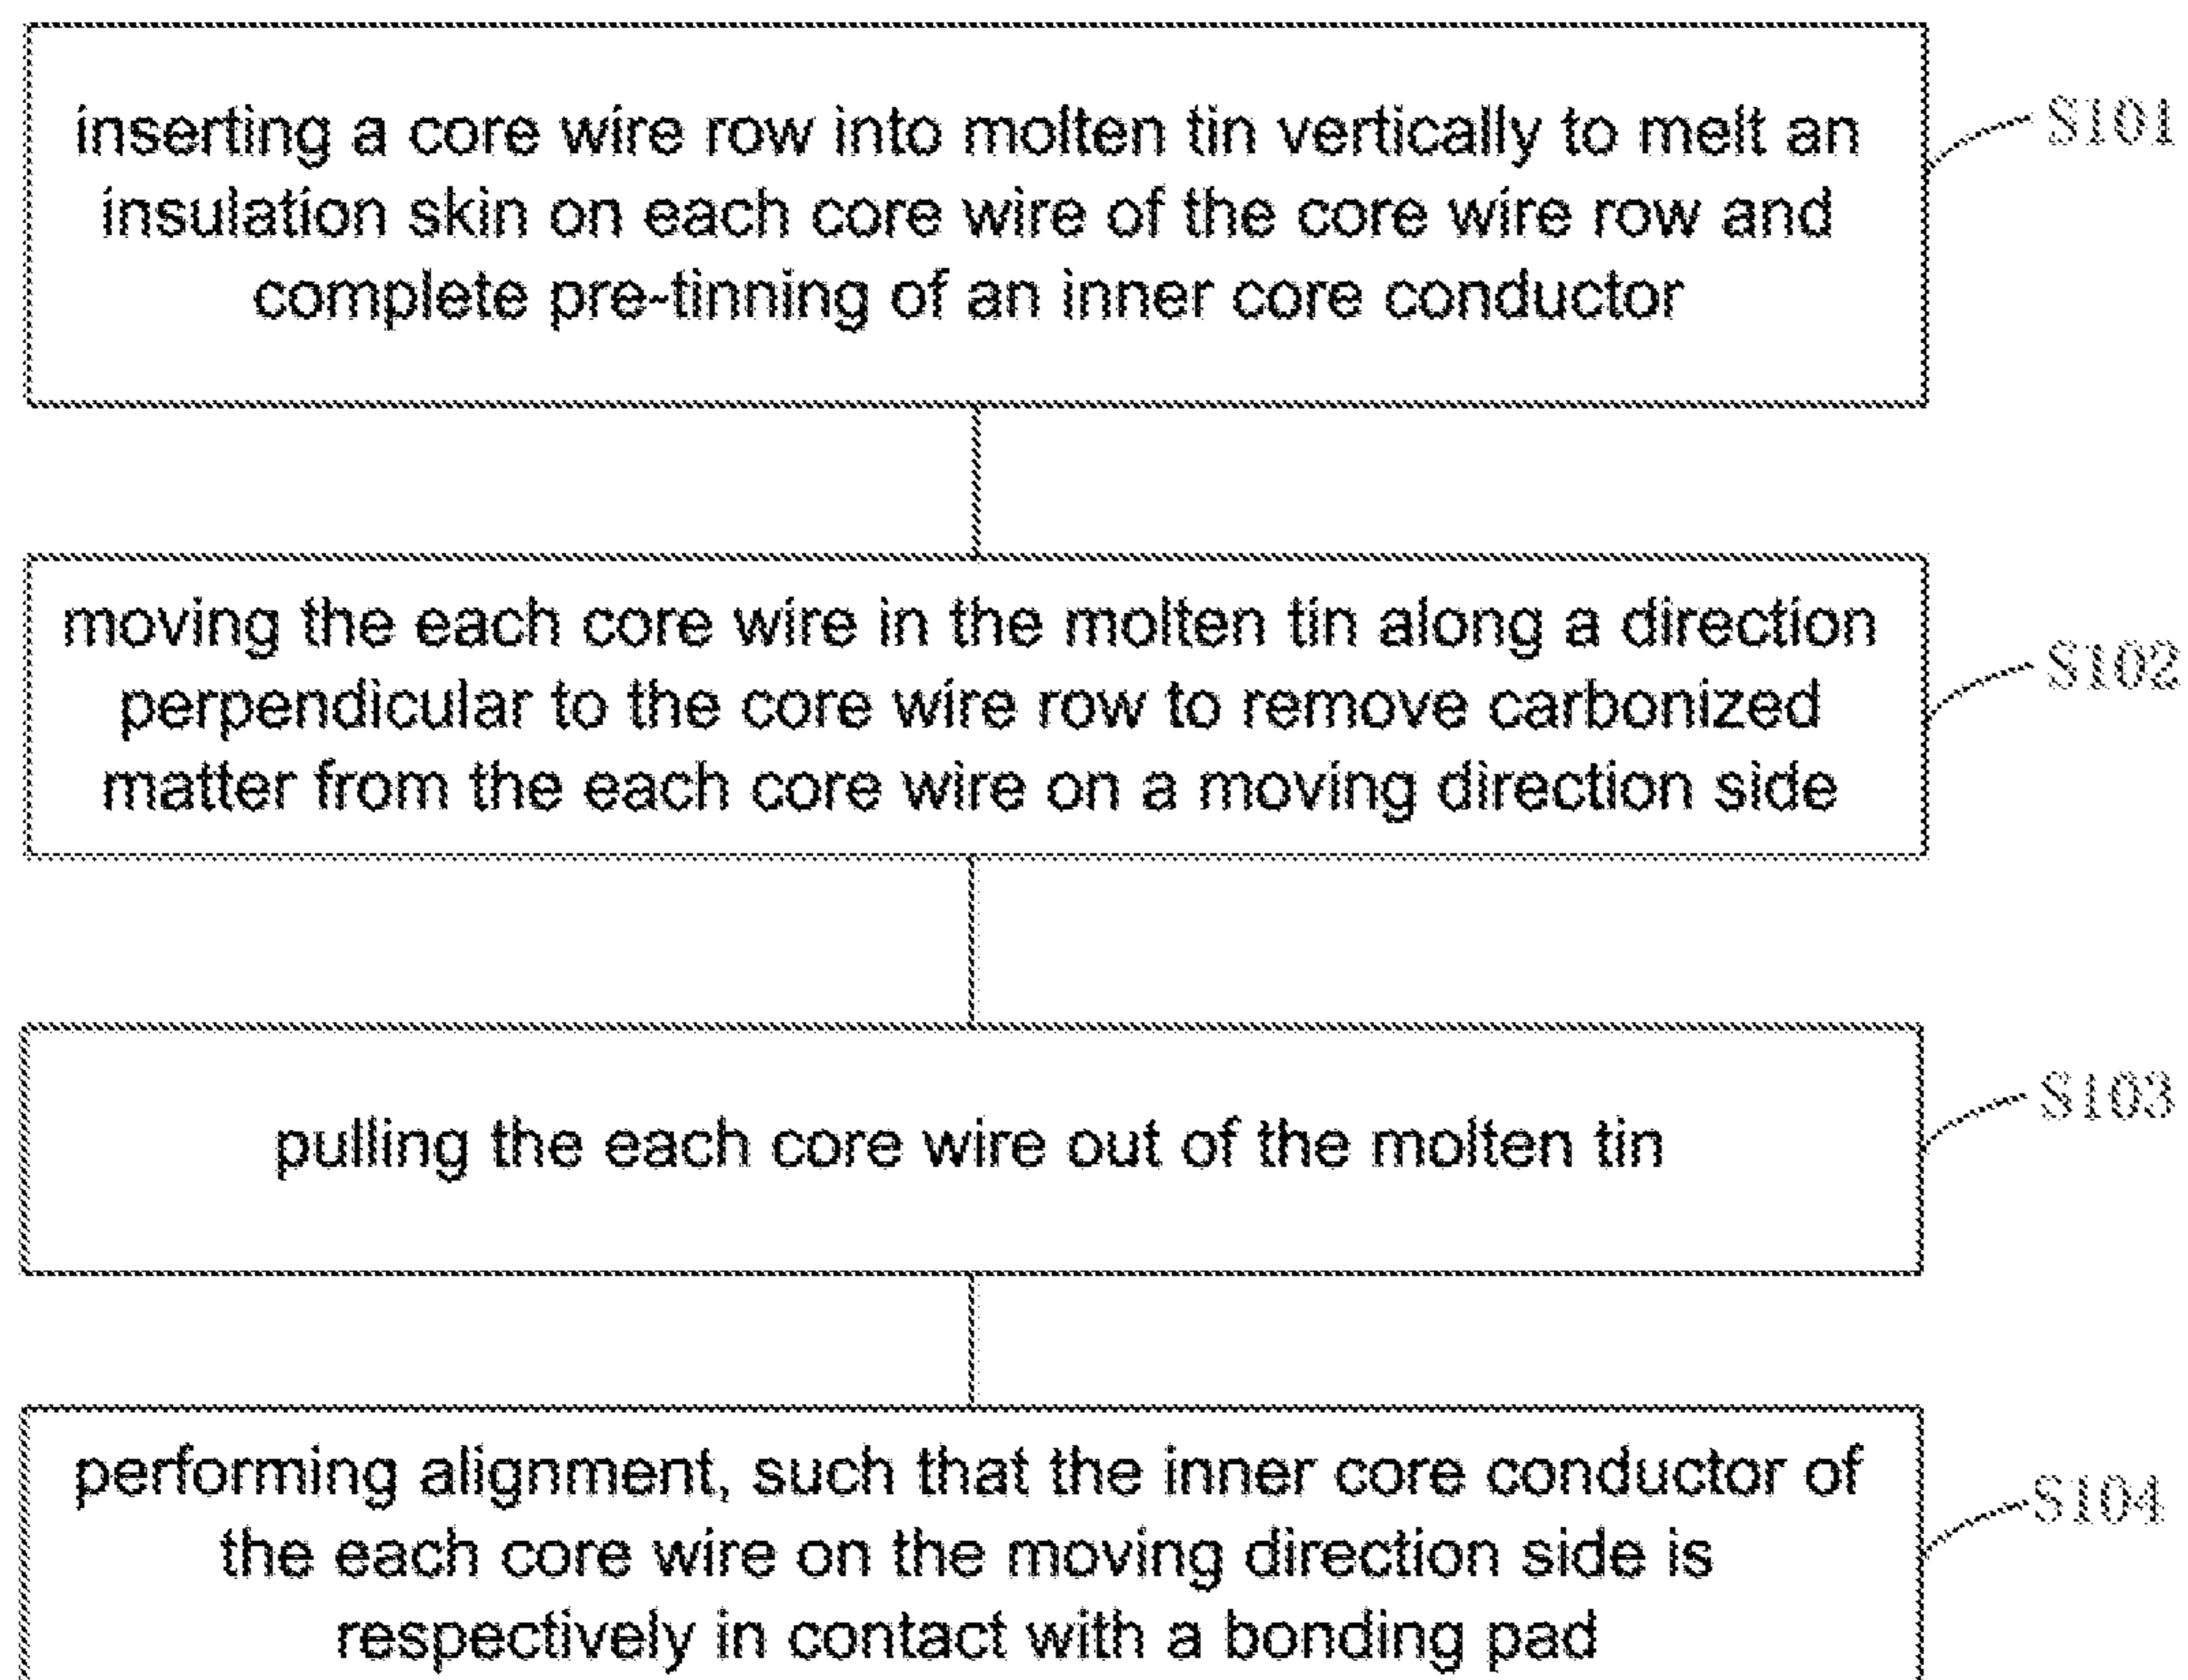 inserting a core wire row into molten tin vertically to melt an
insulation skin on each core wire of the core wire row and
complete pre-tinning of an inner core conductor
S101
moving the each core wire in the molten tin along a direction
perpendicular to the core wire row to remove carbonized
matter from the each core wire on a moving direction side
S102
pulling the each core wire out of the molten tin
S103
performing alignment, such that the inner core conductor of
the each core wire on the moving direction side is
respectively in contact with a bonding pad
S104